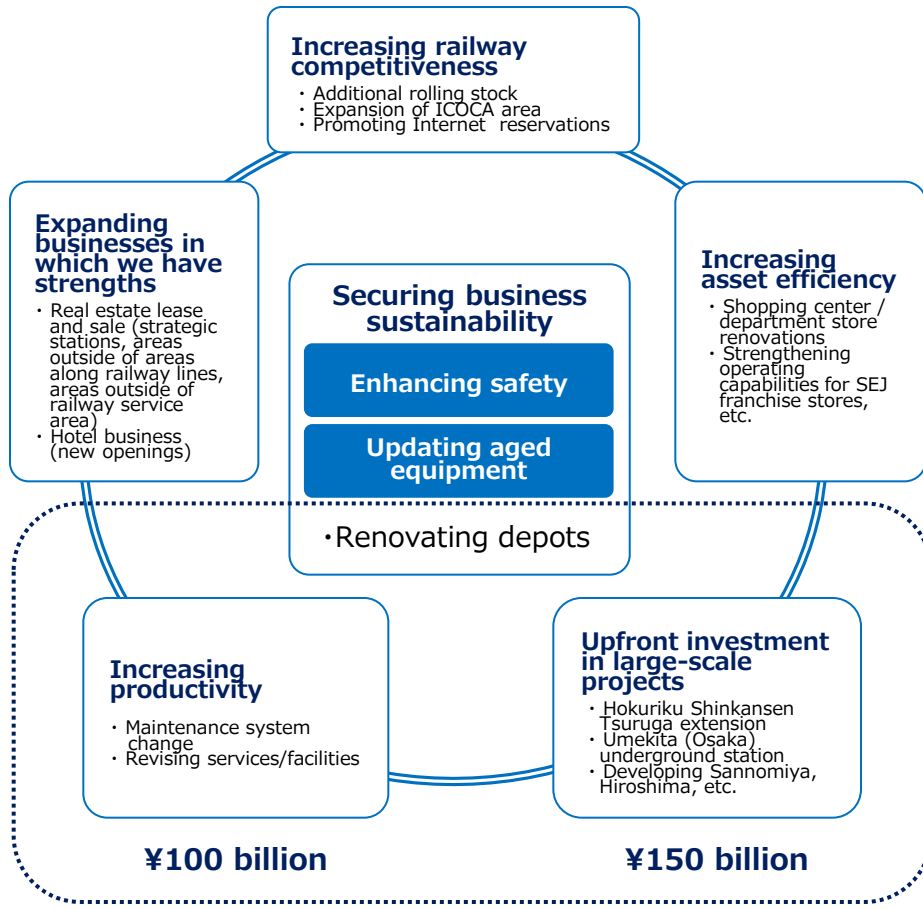 Increasing railway
competitiveness
・Additional rolling stock
・Expansion of ICOCA area
・Promoting Internet reservations
Expanding
businesses in
which we have
strengths
・Real estate lease
and sale (strategic
stations, areas
outside of areas
along railway lines,
areas outside of
railway service
area)
・Hotel business
(new openings)
Securing business
sustainability
Enhancing safety
Updating aged
equipment
・Renovating depots
Increasing
asset efficiency
・Shopping center /
department store
renovations
・Strengthening
operating
capabilities for SEJ
franchise stores,
etc.
Increasing
productivity
・Maintenance system
change
・Revising services/facilities
¥100 billion
Upfront investment
in large-scale
projects
・Hokuriku Shinkansen
Tsuruga extension
・Umekita (Osaka)
underground station
・Developing Sannomiya,
Hiroshima, etc.
¥150 billion